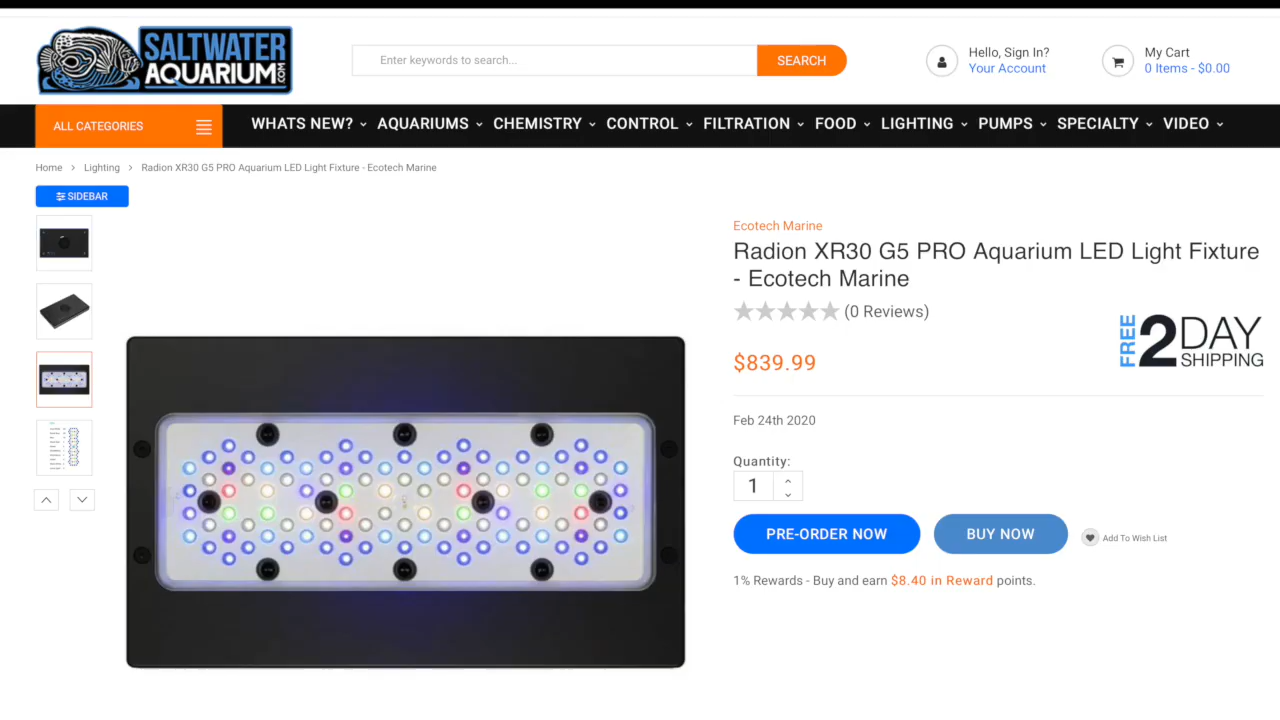 SALTWATER
AQUARIUM.COM
Enter keywords to search...
SEARCH
Hello, Sign In?
Your Account
My Cart
0 Items - $0.00
ALL CATEGORIES
WHATS NEW? AQUARIUMS CHEMISTRY CONTROL FILTRATION FOOD LIGHTING PUMPS SPECIALTY VIDEO
Home > Lighting > Radion XR30 G5 PRO Aquarium LED Light Fixture - Ecotech Marine
SIDEBAR
Ecotech Marine
Radion XR30 G5 PRO Aquarium LED Light Fixture
- Ecotech Marine
(0 Reviews)
FREE 2DAY
SHIPPING
$839.99
Feb 24th 2020
Quantity:
1
PRE-ORDER NOW
BUY NOW
Add To Wish List
1% Rewards - Buy and earn $8.40 in Reward points.